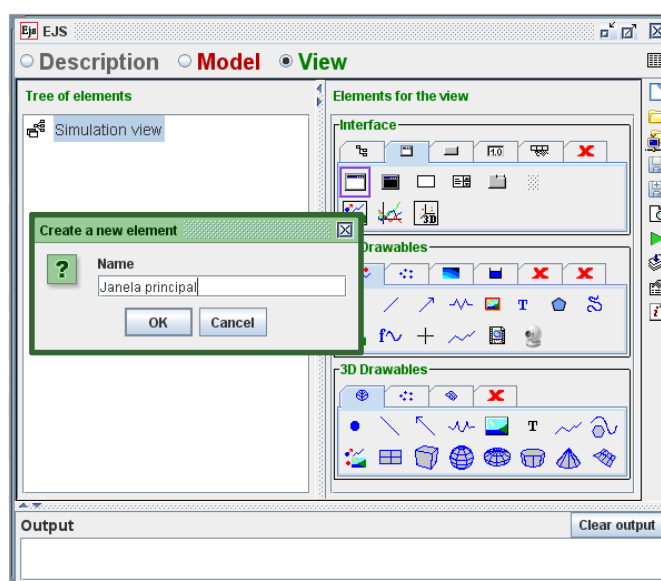 Ejs EJS
Description Model View
Tree of elements
Simulation view
Elements for the view
Interface
1.0
3D
Create a new element
?
Name
Janela principal
OK Cancel
Drawables
T
f
3D Drawables
T
Output
Clear output